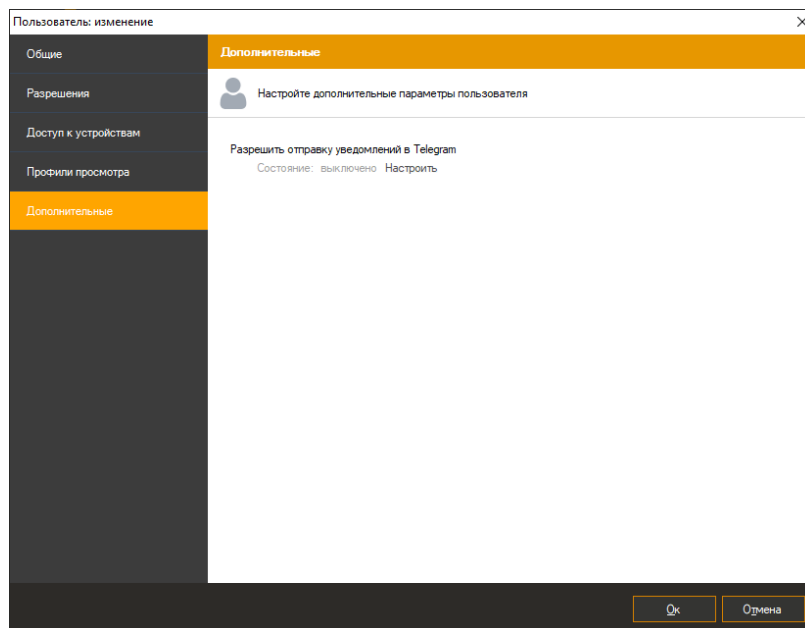 Пользователь: изменение
Общие
Разрешения
Доступ к устройствам
Профили просмотра
Дополнительные
Дополнительные
Настройте дополнительные параметры пользователя
Разрешить отправку уведомлений в Telegram
Состояние: выключено Настроить
Ок
Отмена